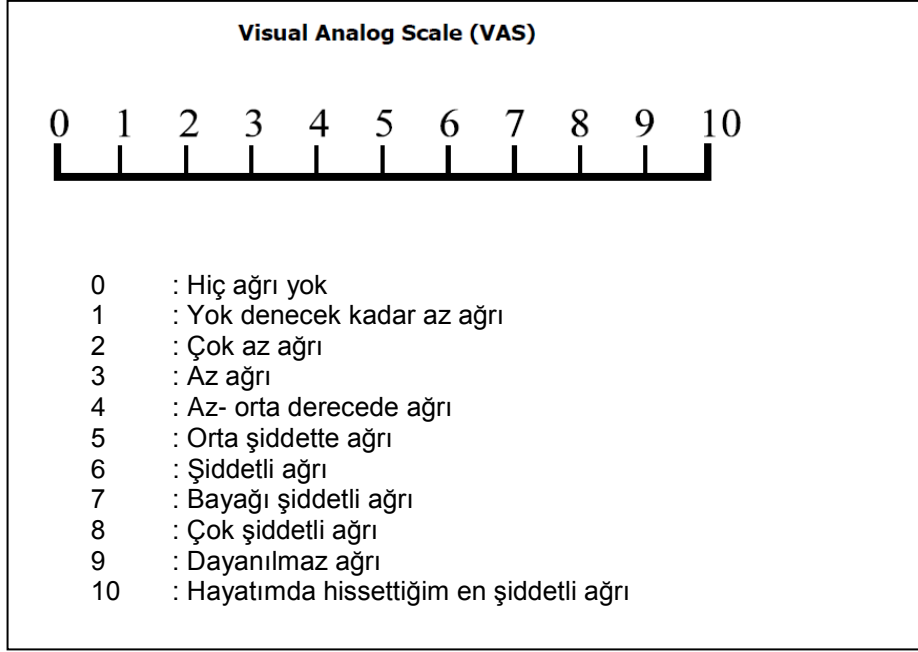 Visual Analog Scale (VAS)
0 1 2 3 4 5 6 7 8 9 10
0 : Hiç ağrı yok
1 : Yok denecek kadar az ağrı
2 : Çok az ağrı
3 : Az ağrı
4 : Az- orta derecede ağrı
5 : Orta şiddette ağrı
6 : Şiddetli ağrı
7 : Bayağı şiddetli ağrı
8 : Çok şiddetli ağrı
9 : Dayanılmaz ağrı
10 : Hayatımda hissettiğim en şiddetli ağrı